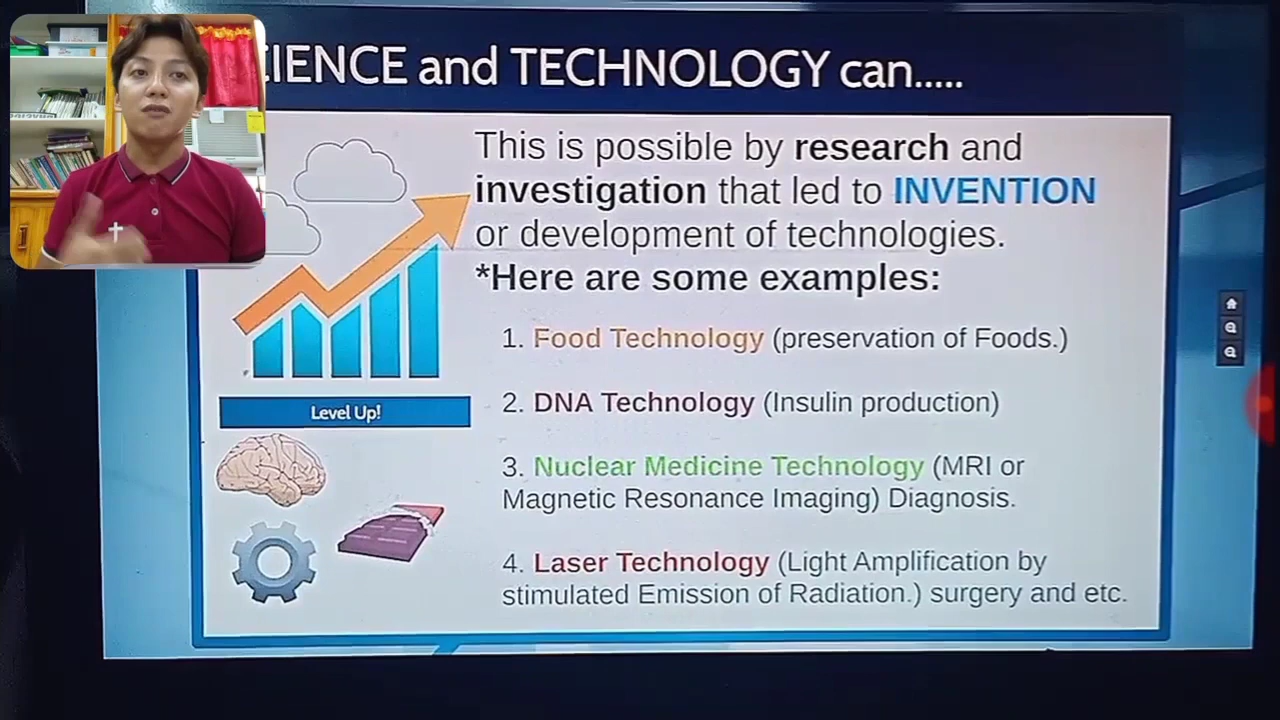 CIENCE and TECHNOLOGY can.....
This is possible by research and
investigation that led to INVENTION
or development of technologies.
*Here are some examples:
1. Food Technology (preservation of Foods.)
2. DNA Technology (Insulin production)
3. Nuclear Medicine Technology (MRI or
Magnetic Resonance Imaging) Diagnosis.
4. Laser Technology (Light Amplification by
stimulated Emission of Radiation.) surgery and etc.
Level Up!